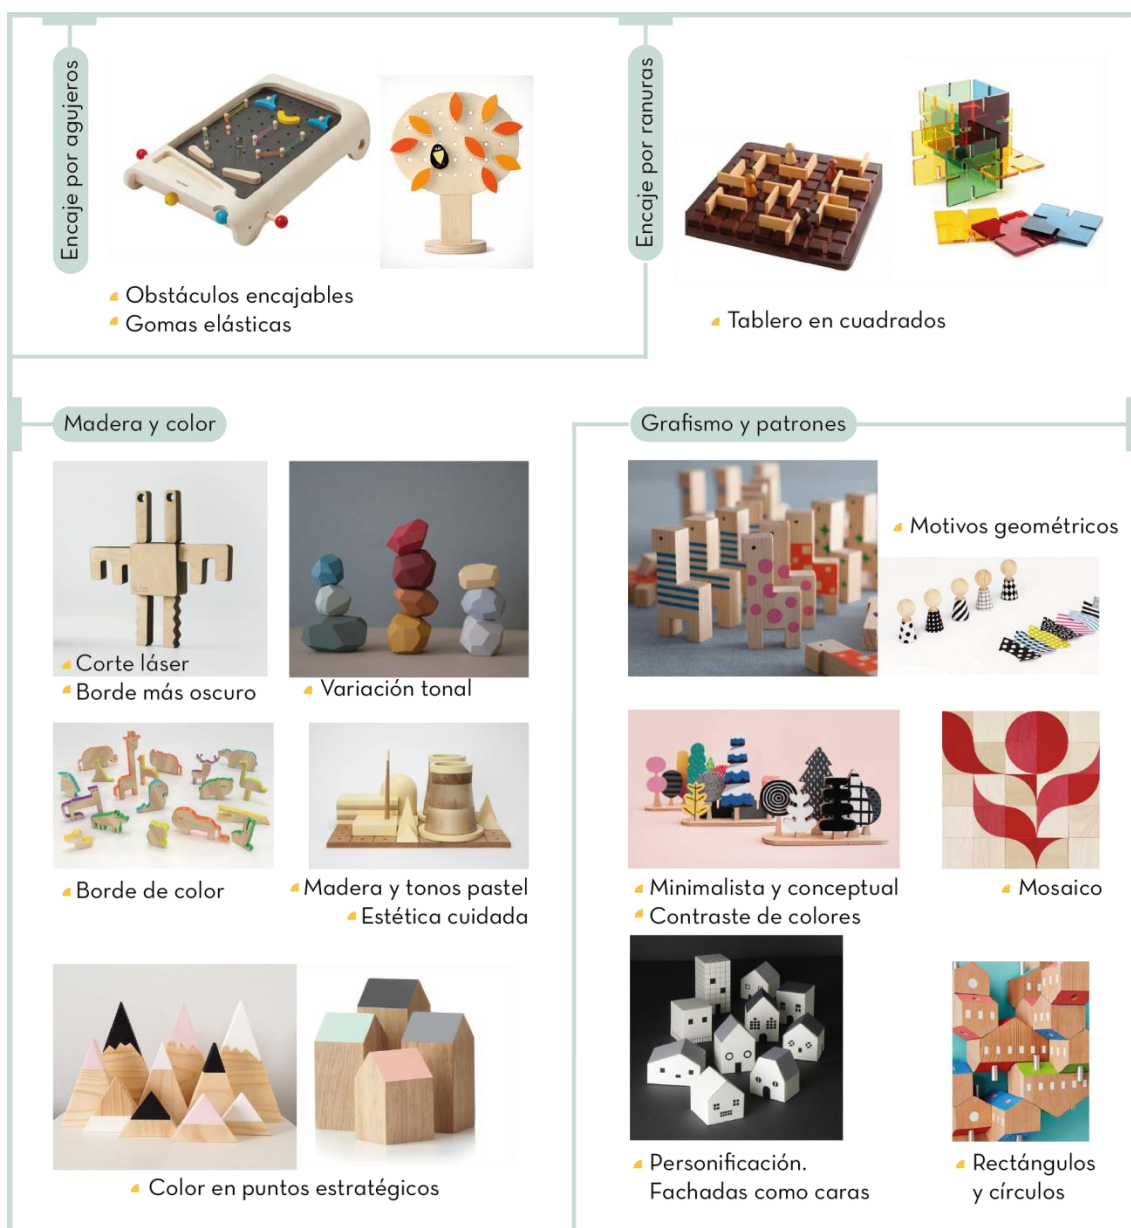 Encaje por agujeros
Obstáculos encajables
Gomas elásticas
Encaje por ranuras
Tablero en cuadrados
Madera y color
Corte láser
Borde más oscuro
Variación tonal
Borde de color
Madera y tonos pastel
Estética cuidada
Color en puntos estratégicos
Grafismo y patrones
Motivos geométricos
Minimalista y conceptual
Contraste de colores
Mosaico
Personificación.
Fachadas como caras
Rectángulos
y círculos